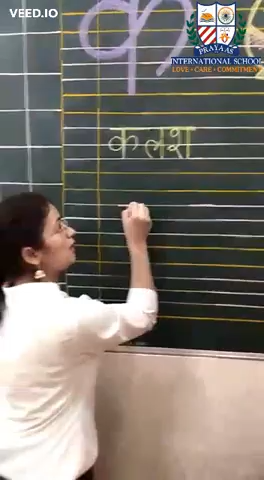 VEED.IO
PRAYAAS
INTERNATIONAL SCHOOL
LOVE • CARE • COMMITMENT
क
कलश